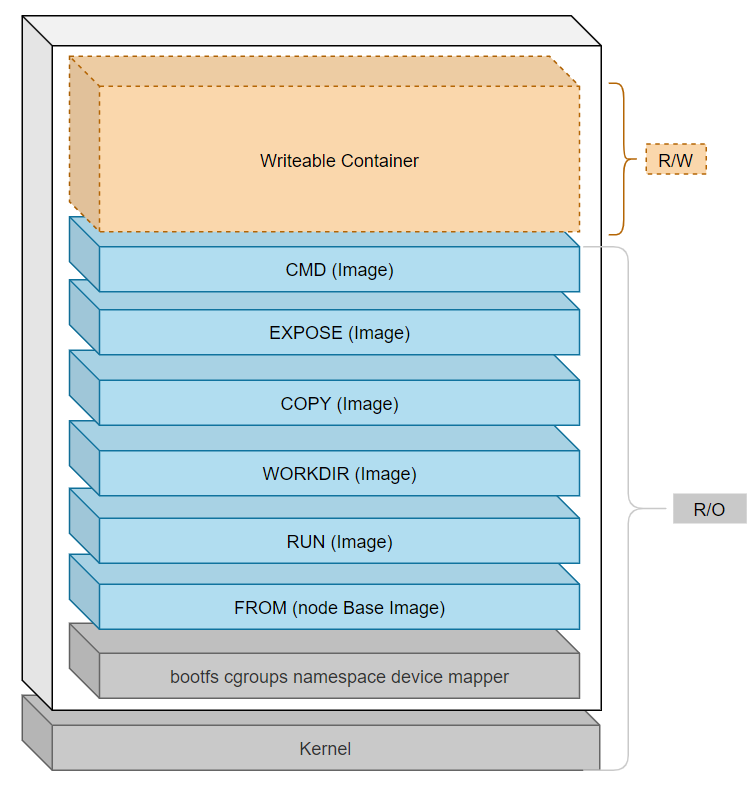 Writeable Container
R/W
CMD (Image)
EXPOSE (Image)
COPY (Image)
WORKDIR (Image)
R/O
RUN (Image)
FROM (node Base Image)
bootfs cgroups namespace device mapper
Kernel